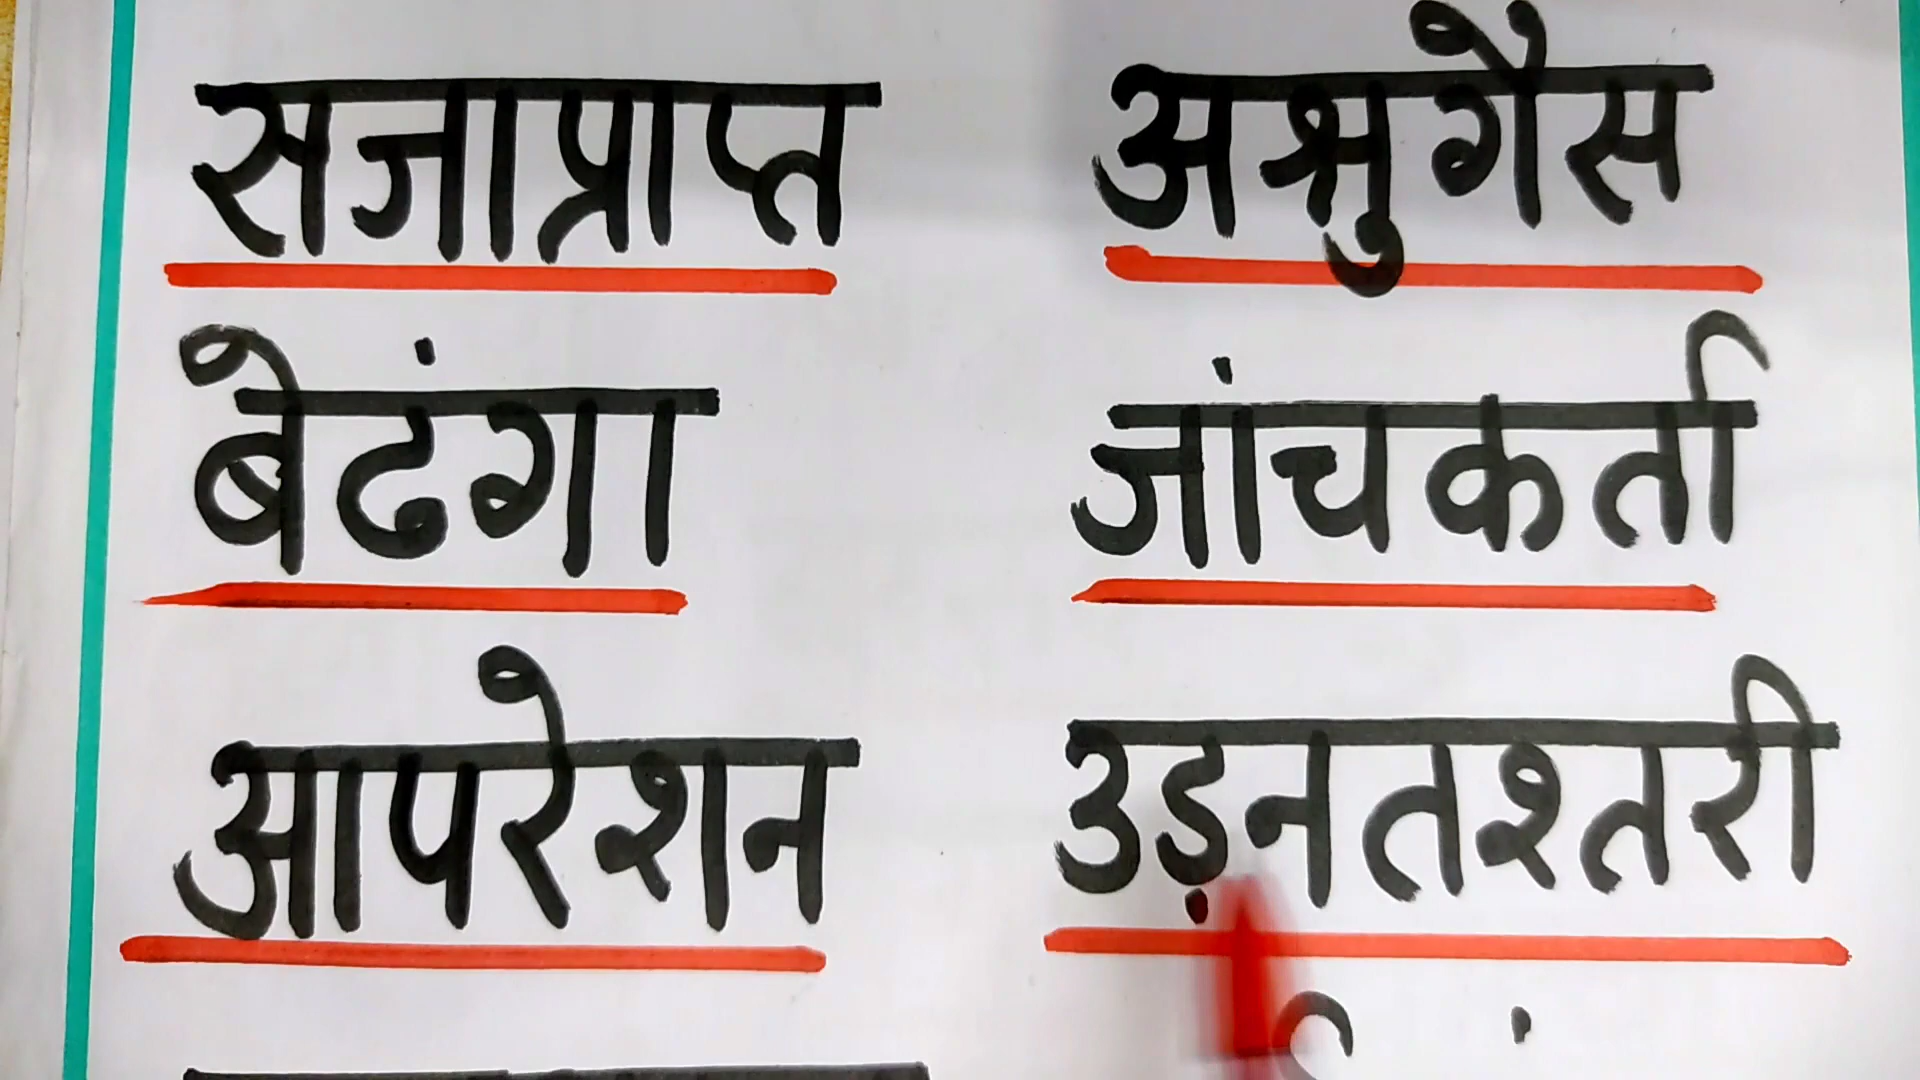 सजाप्राप्त अश्रुगैस
बेढंगा जांचकर्ता
आपरेशन उड़नतश्तरी